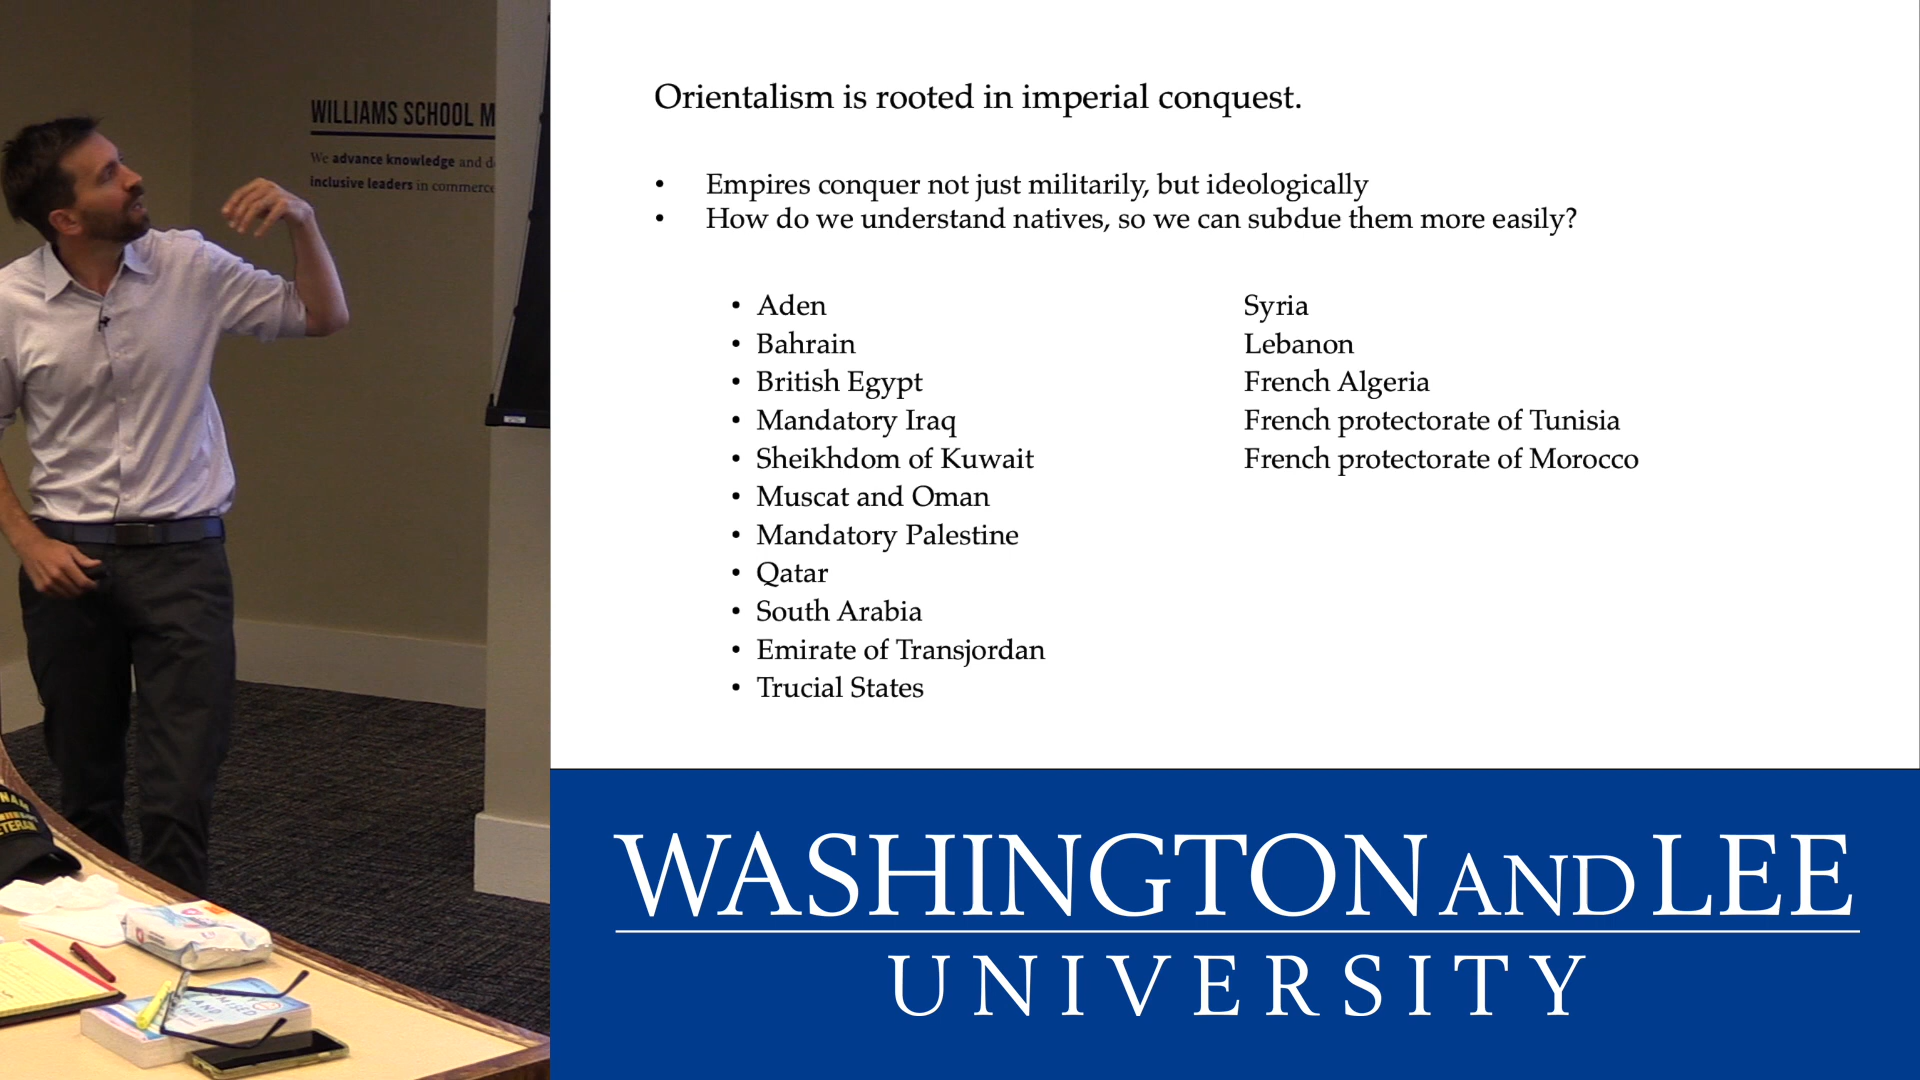 WILLIAMS SCHOOL M
We advance knowledge and d
inclusive leaders in commerce
Orientalism is rooted in imperial conquest.
• Empires conquer not just militarily, but ideologically
• How do we understand natives, so we can subdue them more easily?
• Aden
• Bahrain
• British Egypt
• Mandatory Iraq
• Sheikhdom of Kuwait
• Muscat and Oman
• Mandatory Palestine
• Qatar
• South Arabia
• Emirate of Transjordan
• Trucial States
Syria
Lebanon
French Algeria
French protectorate of Tunisia
French protectorate of Morocco
WASHINGTON AND LEE
UNIVERSITY
AND